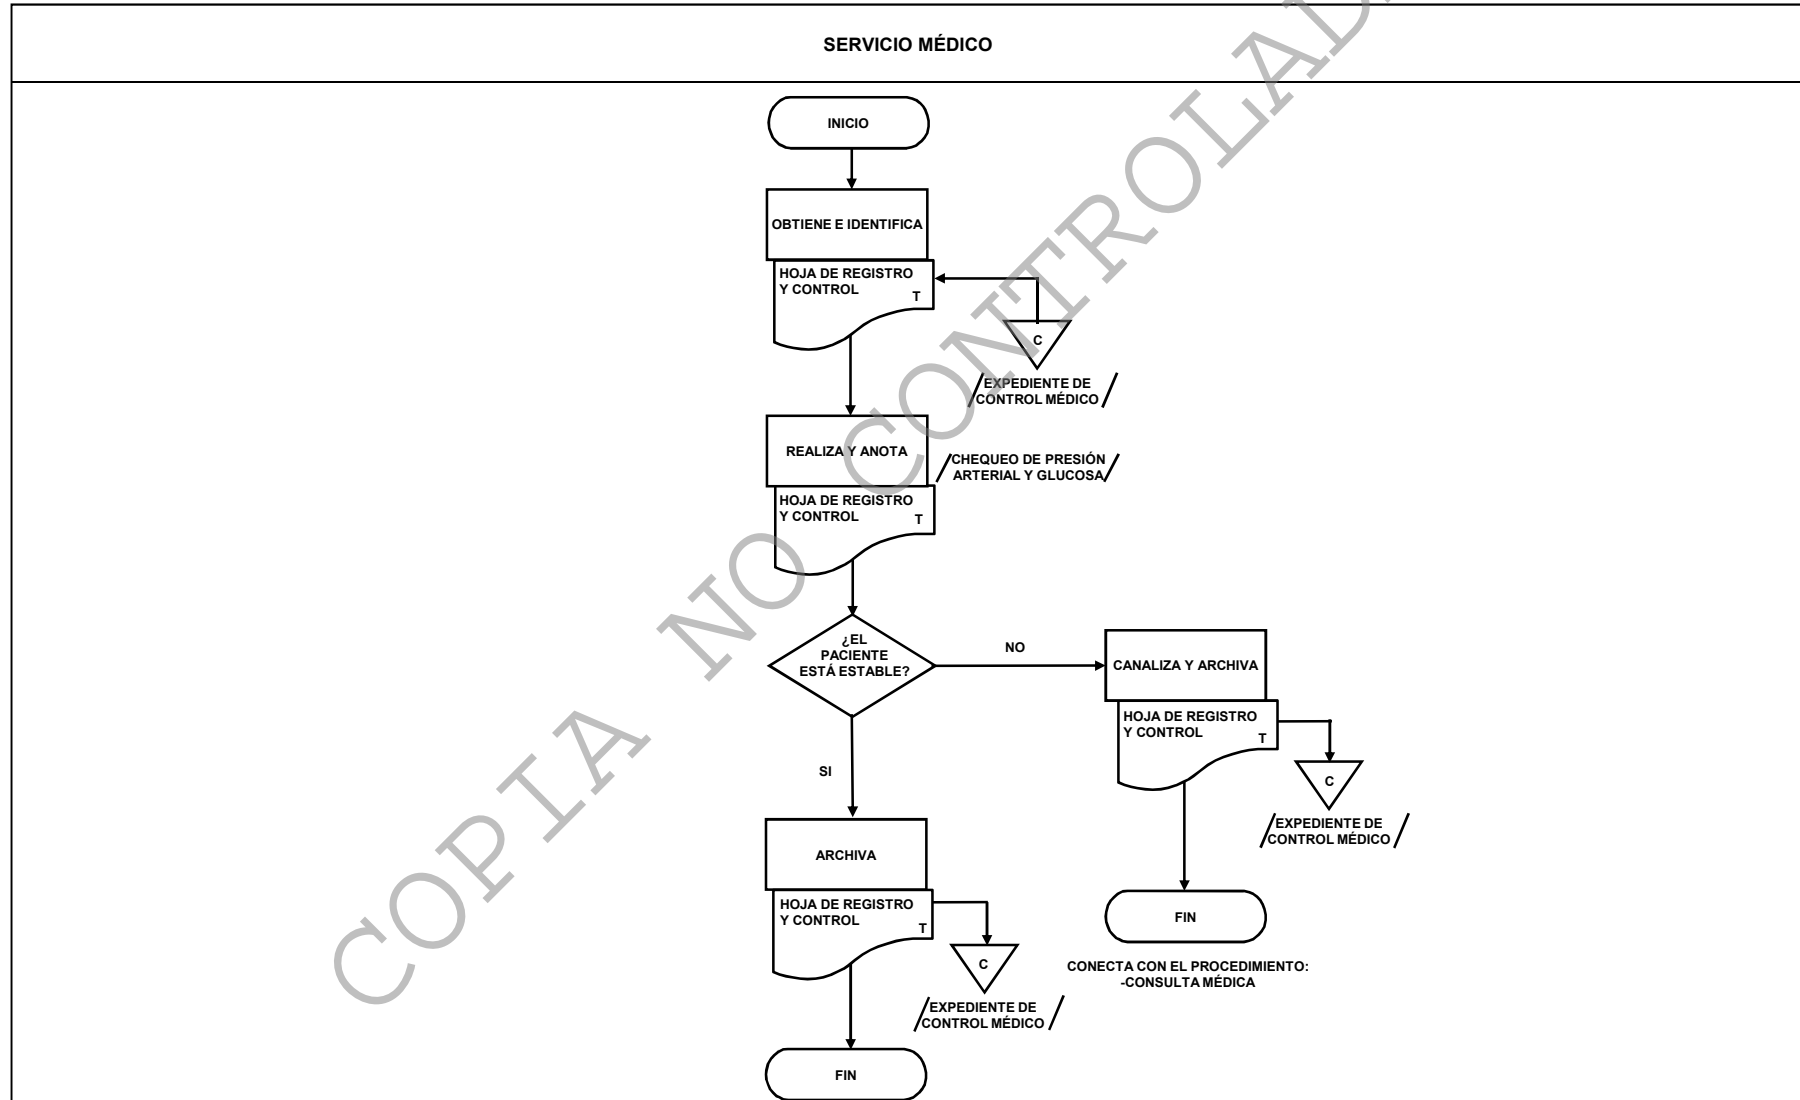 SERVICIO MÉDICO
INICIO
OBTIENE E IDENTIFICA
HOJA DE REGISTRO
Y CONTROL
T
C
EXPEDIENTE DE
CONTROL MÉDICO
REALIZA Y ANOTA
CHEQUEO DE PRESIÓN
ARTERIAL Y GLUCOSA
HOJA DE REGISTRO
Y CONTROL
T
¿EL
PACIENTE
ESTÁ ESTABLE?
NO
CANALIZA Y ARCHIVA
HOJA DE REGISTRO
Y CONTROL
T
C
EXPEDIENTE DE
CONTROL MÉDICO
FIN
CONECTA CON EL PROCEDIMIENTO:
-CONSULTA MÉDICA
SI
ARCHIVA
HOJA DE REGISTRO
Y CONTROL
T
C
EXPEDIENTE DE
CONTROL MÉDICO
FIN
COPIA NO CONTROLAD